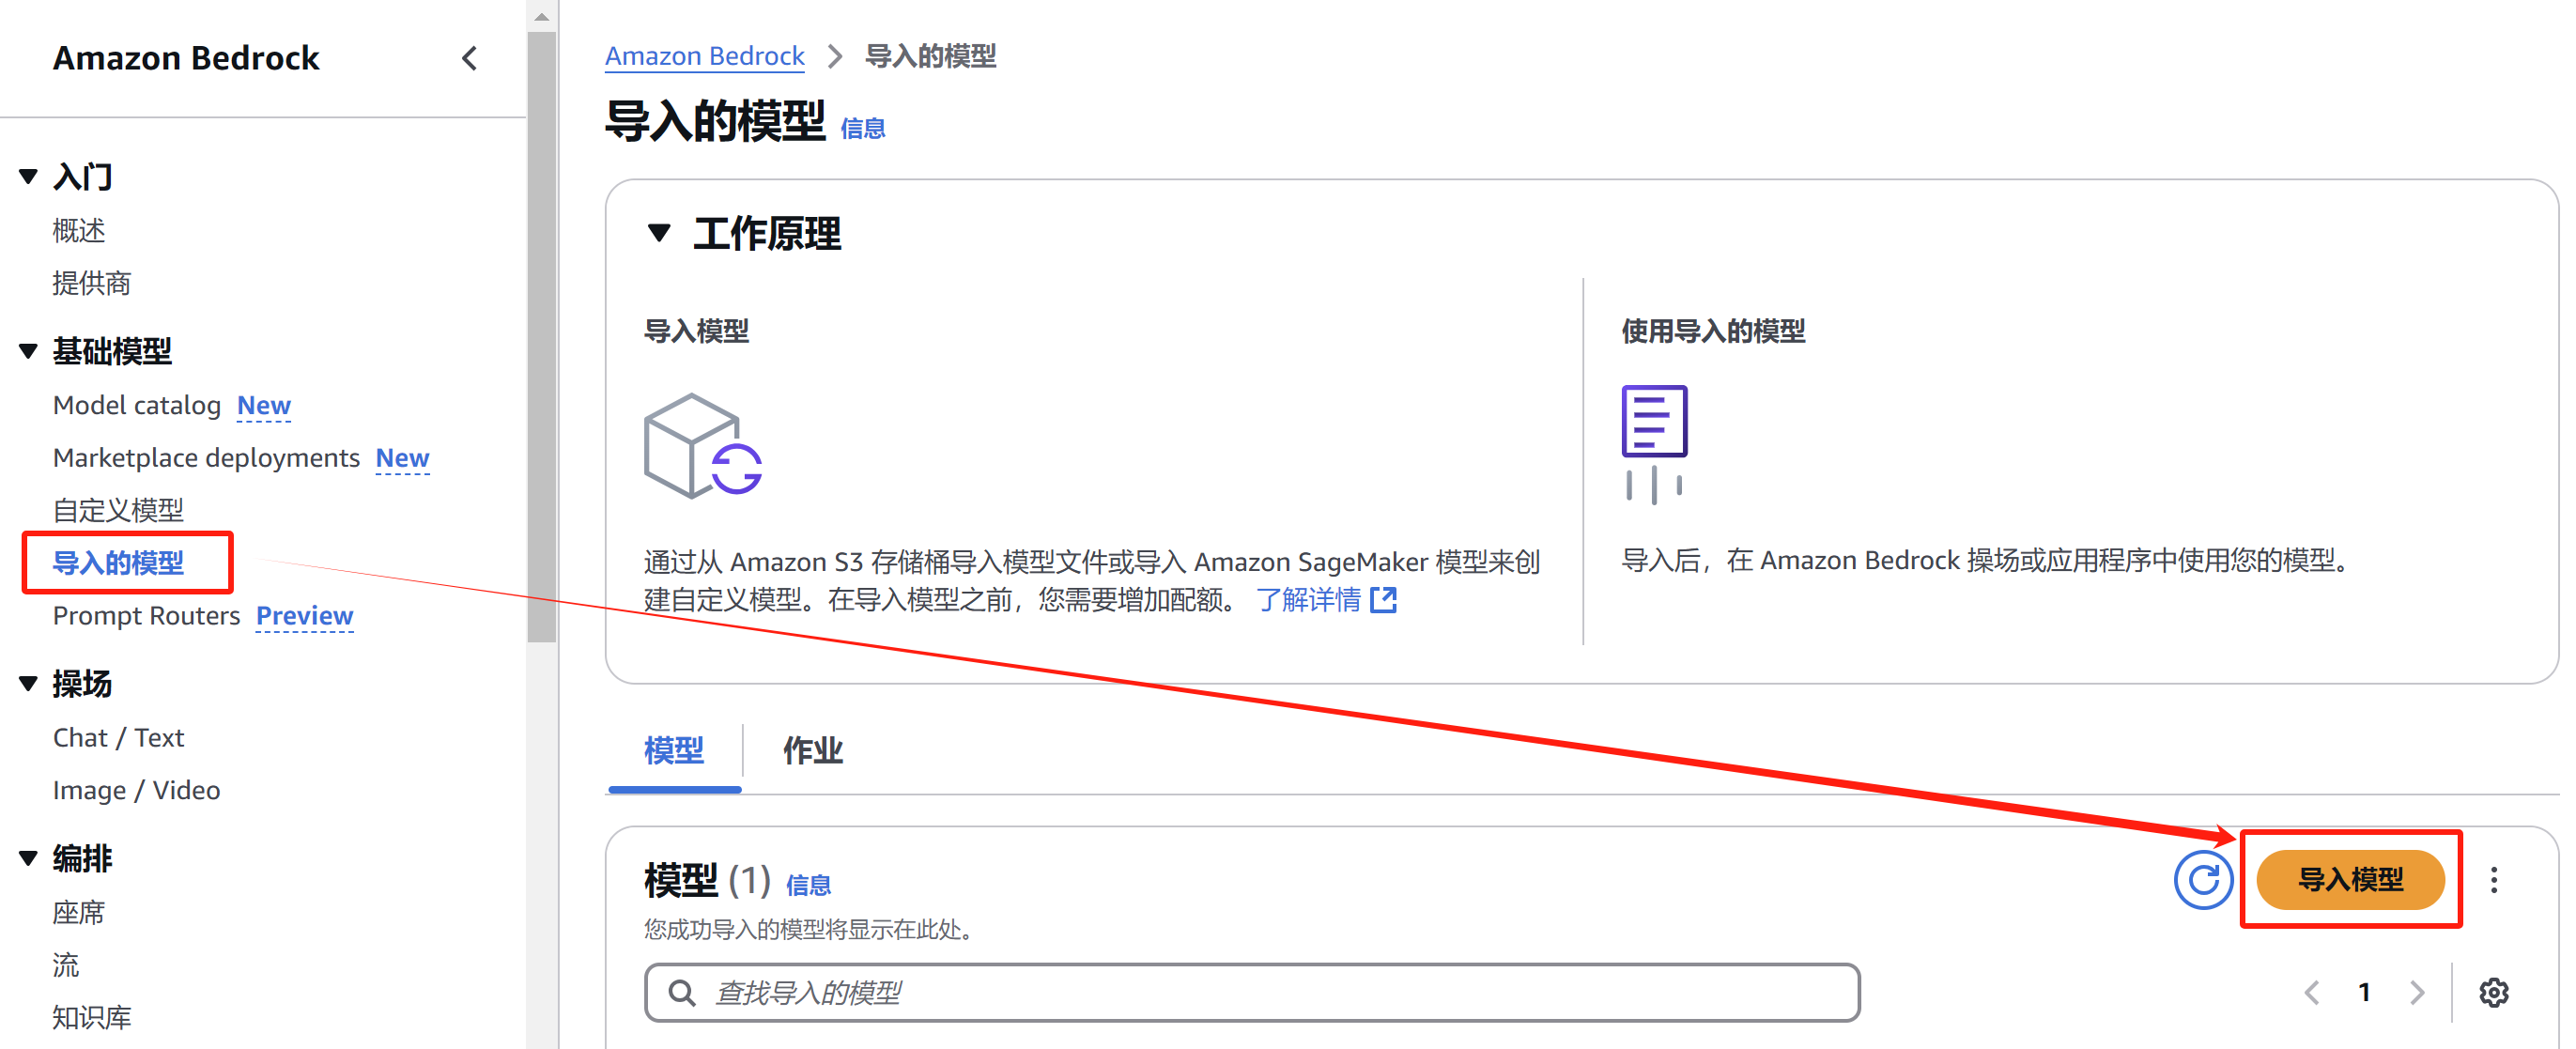 Amazon Bedrock
入门
概述
提供商
基础模型
Model catalog New
Marketplace deployments New
自定义模型
导入的模型
Prompt Routers Preview
操场
Chat / Text
Image / Video
编排
座席
流
知识库
Amazon Bedrock > 导入的模型
导入的模型 信息
工作原理
导入模型
通过从 Amazon S3 存储桶导入模型文件或导入 Amazon SageMaker 模型来创
建自定义模型。在导入模型之前，您需要增加配额。 了解详情
使用导入的模型
导入后，在 Amazon Bedrock 操场或应用程序中使用您的模型。
模型 作业
模型 (1) 信息
导入模型
您成功导入的模型将显示在此处。
查找导入的模型
1